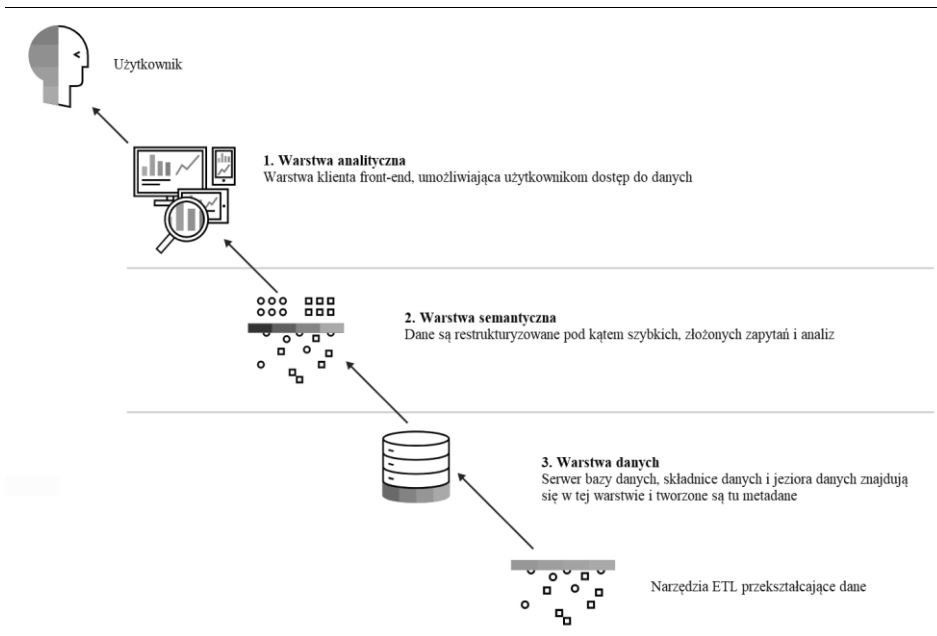 Użytkownik
1. Warstwa analityczna
Warstwa klienta front-end, umożliwiająca użytkownikom dostęp do danych
2. Warstwa semantyczna
Dane są restrukturyzowane pod kątem szybkich, złożonych zapytań i analiz
3. Warstwa danych
Serwer bazy danych, składnice danych i jeziora danych znajdują
się w tej warstwie i tworzone są tu metadane
Narzędzia ETL przekształcające dane